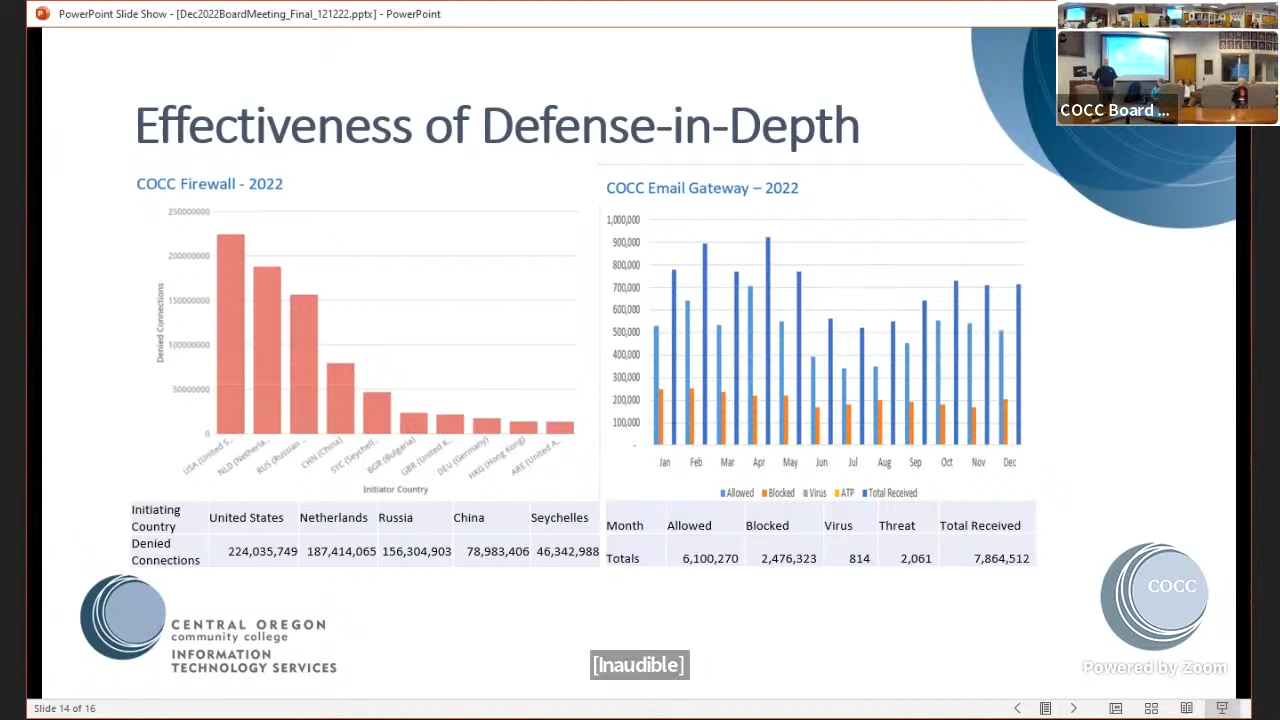 PowerPoint Slide Show - [Dec2022BoardMeeting_Final_121222.pptx] - PowerPoint
COCC Board ...
Effectiveness of Defense-in-Depth
COCC Firewall - 2022
250000000
200000000
150000000
100000000
50000000
0
Denied Connections
USA (United S..
NLD (Netherla..
RUS (Russian ..
CHN (China)
SYC (Seychell..
BGR (Bulgaria)
GBR (United K..
DEU (Germany)
HKG (Hong Kong)
ARE (United A..
Initiator Country
COCC Email Gateway – 2022
1,000,000
900,000
800,000
700,000
600,000
500,000
400,000
300,000
200,000
100,000
-
Jan Feb Mar Apr May Jun Jul Aug Sep Oct Nov Dec
Allowed Blocked Virus ATP Total Received
Initiating Country United States Netherlands Russia China Seychelles
Denied Connections 224,035,749 187,414,065 156,304,903 78,983,406 46,342,988
Month Allowed Blocked Virus Threat Total Received
Totals 6,100,270 2,476,323 814 2,061 7,864,512
CENTRAL OREGON
community college
INFORMATION
TECHNOLOGY SERVICES
COCC
[Inaudible]
Powered by Zoom
Slide 14 of 16